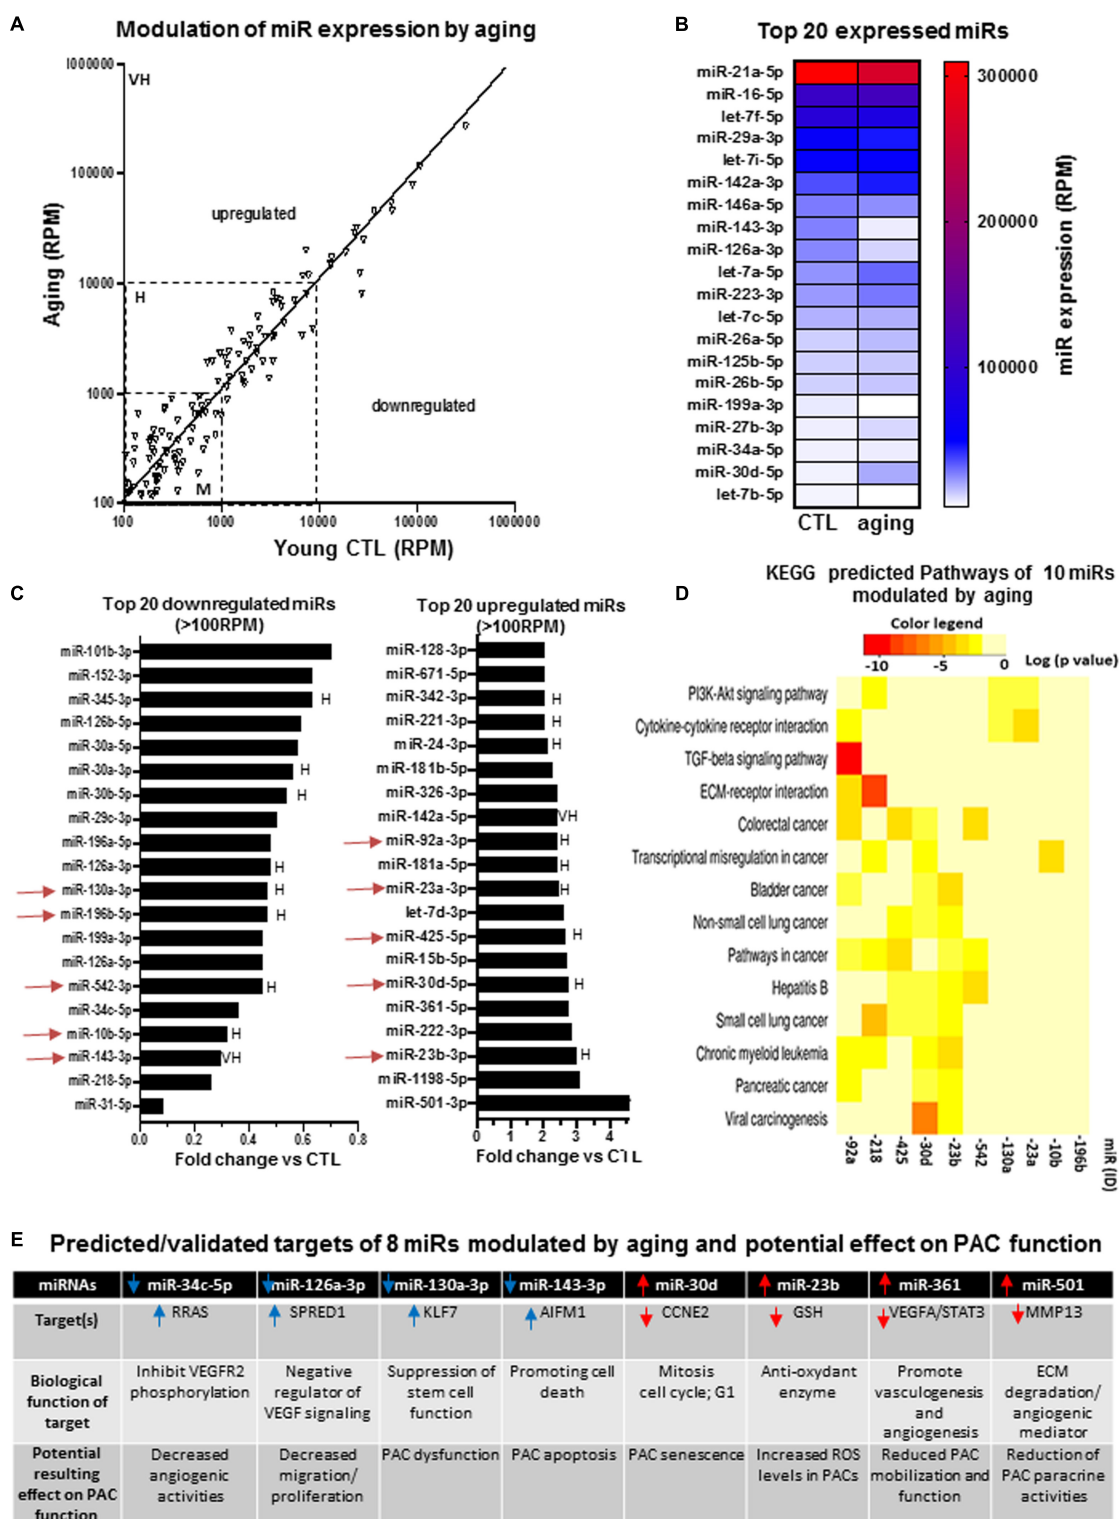 A
Modulation of miR expression by aging
1000000
VH
100000
upregulated
Aging (RPM)
10000
H
1000
downregulated
M
100
100
1000
10000
100000
1000000
Young CTL (RPM)
B
Top 20 expressed miRs
miR-21a-5p
miR-16-5p
let-7f-5p
miR-29a-3p
let-7i-5p
miR-142a-3p
miR-146a-5p
miR-143-3p
miR-126a-3p
let-7a-5p
miR-223-3p
let-7c-5p
miR-26a-5p
miR-125b-5p
miR-26b-5p
miR-199a-3p
miR-27b-3p
miR-34a-5p
miR-30d-5p
let-7b-5p
CTL aging
300000
200000
100000
miR expression (RPM)
C
Top 20 downregulated miRs
(>100RPM)
miR-101b-3p
miR-152-3p
miR-345-3p H
miR-126b-5p
miR-30a-5p
miR-30a-3p H
miR-30b-5p H
miR-29c-3p
miR-196a-5p
miR-126a-3p H
miR-130a-3p H
miR-196b-5p H
miR-199a-3p
miR-126a-5p
miR-542-3p H
miR-34c-5p
miR-10b-5p H
miR-143-3p VH
miR-218-5p
miR-31-5p
0.0 0.2 0.4 0.6 0.8
Fold change vs CTL
Top 20 upregulated miRs
(>100RPM)
miR-128-3p
miR-671-5p
miR-342-3p H
miR-221-3p H
miR-24-3p H
miR-181b-5p
miR-326-3p
miR-142a-5p VH
miR-92a-3p H
miR-181a-5p H
miR-23a-3p H
let-7d-3p
miR-425-5p H
miR-15b-5p
miR-30d-5p H
miR-361-5p
miR-222-3p
miR-23b-3p H
miR-1198-5p
miR-501-3p
0 1 2 3 4
Fold change vs CTL
D
KEGG predicted Pathways of 10 miRs
modulated by aging
Color legend
-10 -5 0 Log (p value)
PI3K-Akt signaling pathway
Cytokine-cytokine receptor interaction
TGF-beta signaling pathway
ECM-receptor interaction
Colorectal cancer
Transcriptional misregulation in cancer
Bladder cancer
Non-small cell lung cancer
Pathways in cancer
Hepatitis B
Small cell lung cancer
Chronic myeloid leukemia
Pancreatic cancer
Viral carcinogenesis
-92a
-218
-425
-30d
-23b
-542
-130a
-23a
-10b
-196b
miR (ID)
E
Predicted/validated targets of 8 miRs modulated by aging and potential effect on PAC function
miRNAs miR-34c-5p miR-126a-3p miR-130a-3p miR-143-3p miR-30d miR-23b miR-361 miR-501
Target(s) RRAS SPRED1 KLF7 AIFM1 CCNE2 GSH VEGFA/STAT3 MMP13
Biological
function of
target
Inhibit VEGFR2
phosphorylation
Negative
regulator of
VEGF signaling
Suppression of
stem cell
function
Promoting cell
death
Mitosis
cell cycle; G1
Anti-oxydant
enzyme
Promote
vasculogenesis
and
angiogenesis
ECM
degradation/
angiogenic
mediator
Potential
resulting
effect on PAC
function
Decreased
angiogenic
activities
Decreased
migration/
proliferation
PAC dysfunction
PAC apoptosis
PAC senescence
Increased ROS
levels in PACs
Reduced PAC
mobilization and
function
Reduction of
PAC paracrine
activities